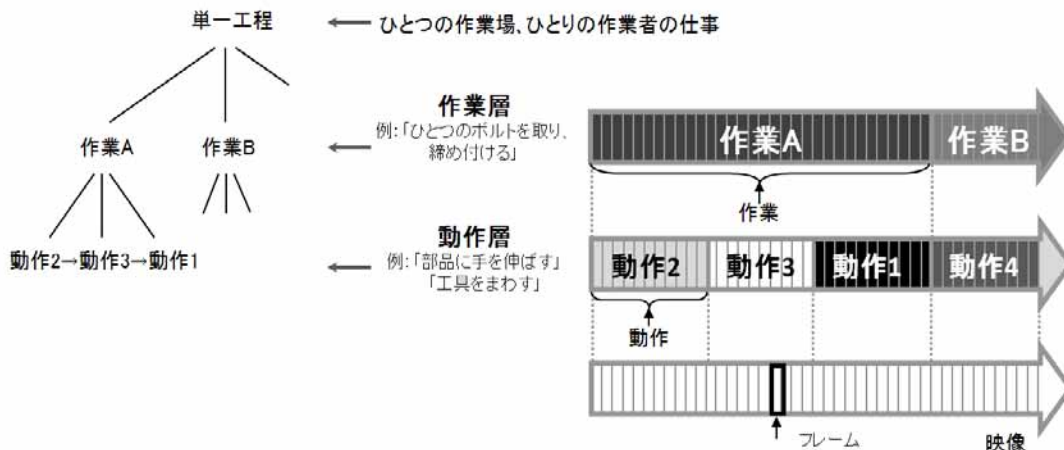 単一工程
ひとつの作業場、ひとりの作業者の仕事
作業層
例:「ひとつのボルトを取り、
締め付ける」
作業A
作業B
動作2→動作3→動作1
動作層
例:「部品に手を伸ばす」
「工具をまわす」
作業A
作業B
作業
動作2
動作3
動作1
動作4
動作
フレーム
映像